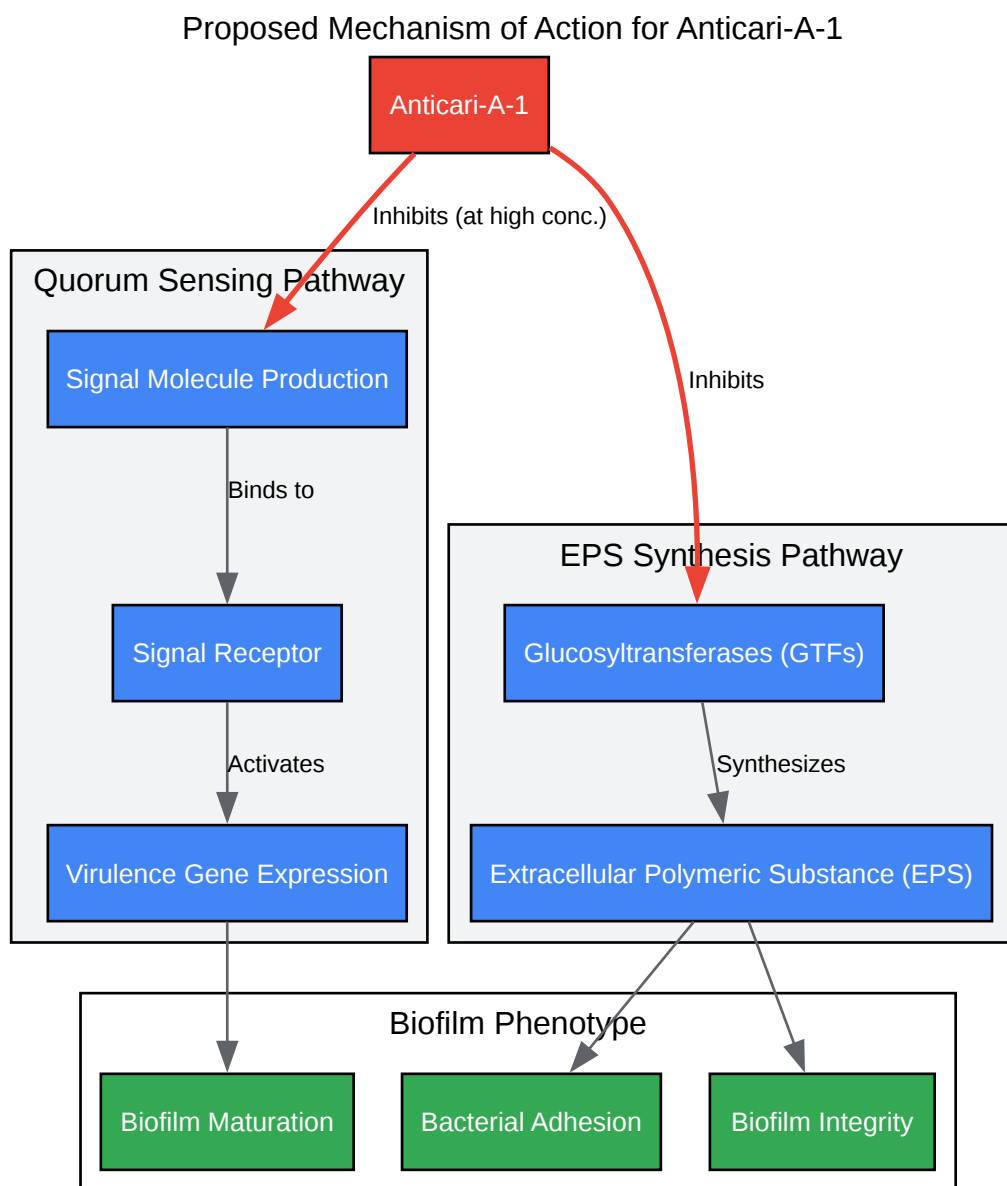 Proposed Mechanism of Action for Anticari-A-1
Anticari-A-1
Inhibits (at high conc.)
Quorum Sensing Pathway
Signal Molecule Production
Inhibits
Binds to
EPS Synthesis Pathway
Signal Receptor
Glucosyltransferases (GTFs)
Activates
Synthesizes
Virulence Gene Expression
Extracellular Polymeric Substance (EPS)
Biofilm Phenotype
Biofilm Maturation
Bacterial Adhesion
Biofilm Integrity